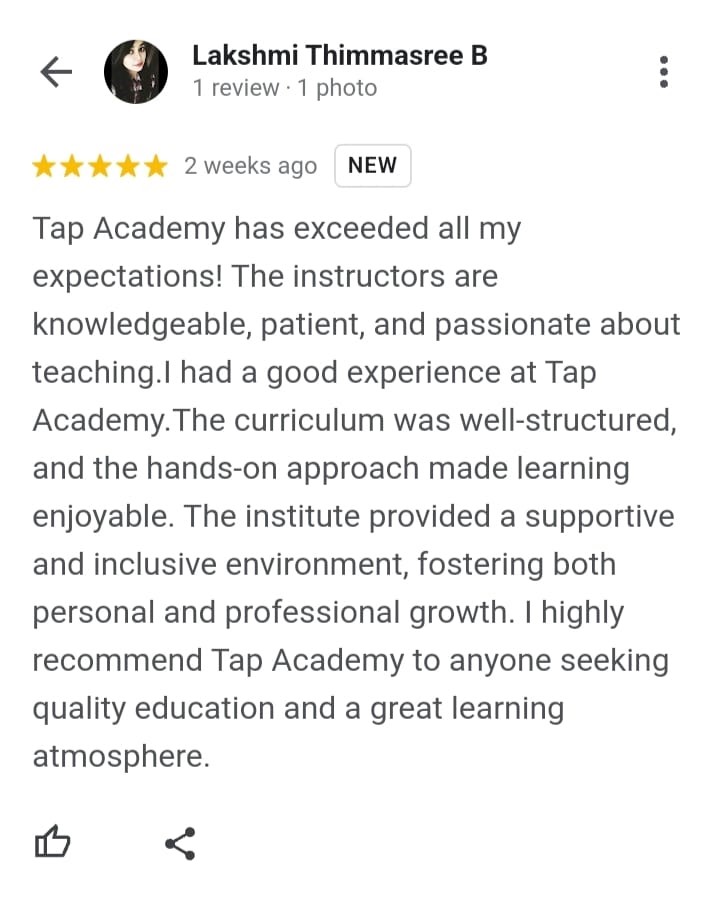 Lakshmi Thimmasree B
1 review · 1 photo
2 weeks ago NEW
Tap Academy has exceeded all my
expectations! The instructors are
knowledgeable, patient, and passionate about
teaching.I had a good experience at Tap
Academy.The curriculum was well-structured,
and the hands-on approach made learning
enjoyable. The institute provided a supportive
and inclusive environment, fostering both
personal and professional growth. I highly
recommend Tap Academy to anyone seeking
quality education and a great learning
atmosphere.